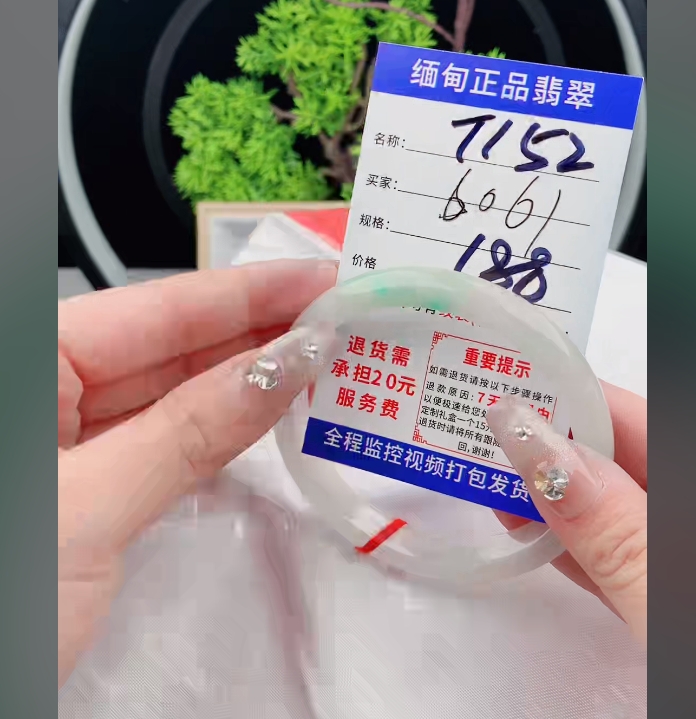 缅甸正品翡翠
名称: T152
买家: 6061
规格: 188
价格
退货需
承担20元
服务费
重要提示
如需退货请按以下步骤操作
退款原因:7天
以便极速给您
定制礼盒一个15
退货时请将所有跟随
回,谢谢!
全程监控视频打包发货